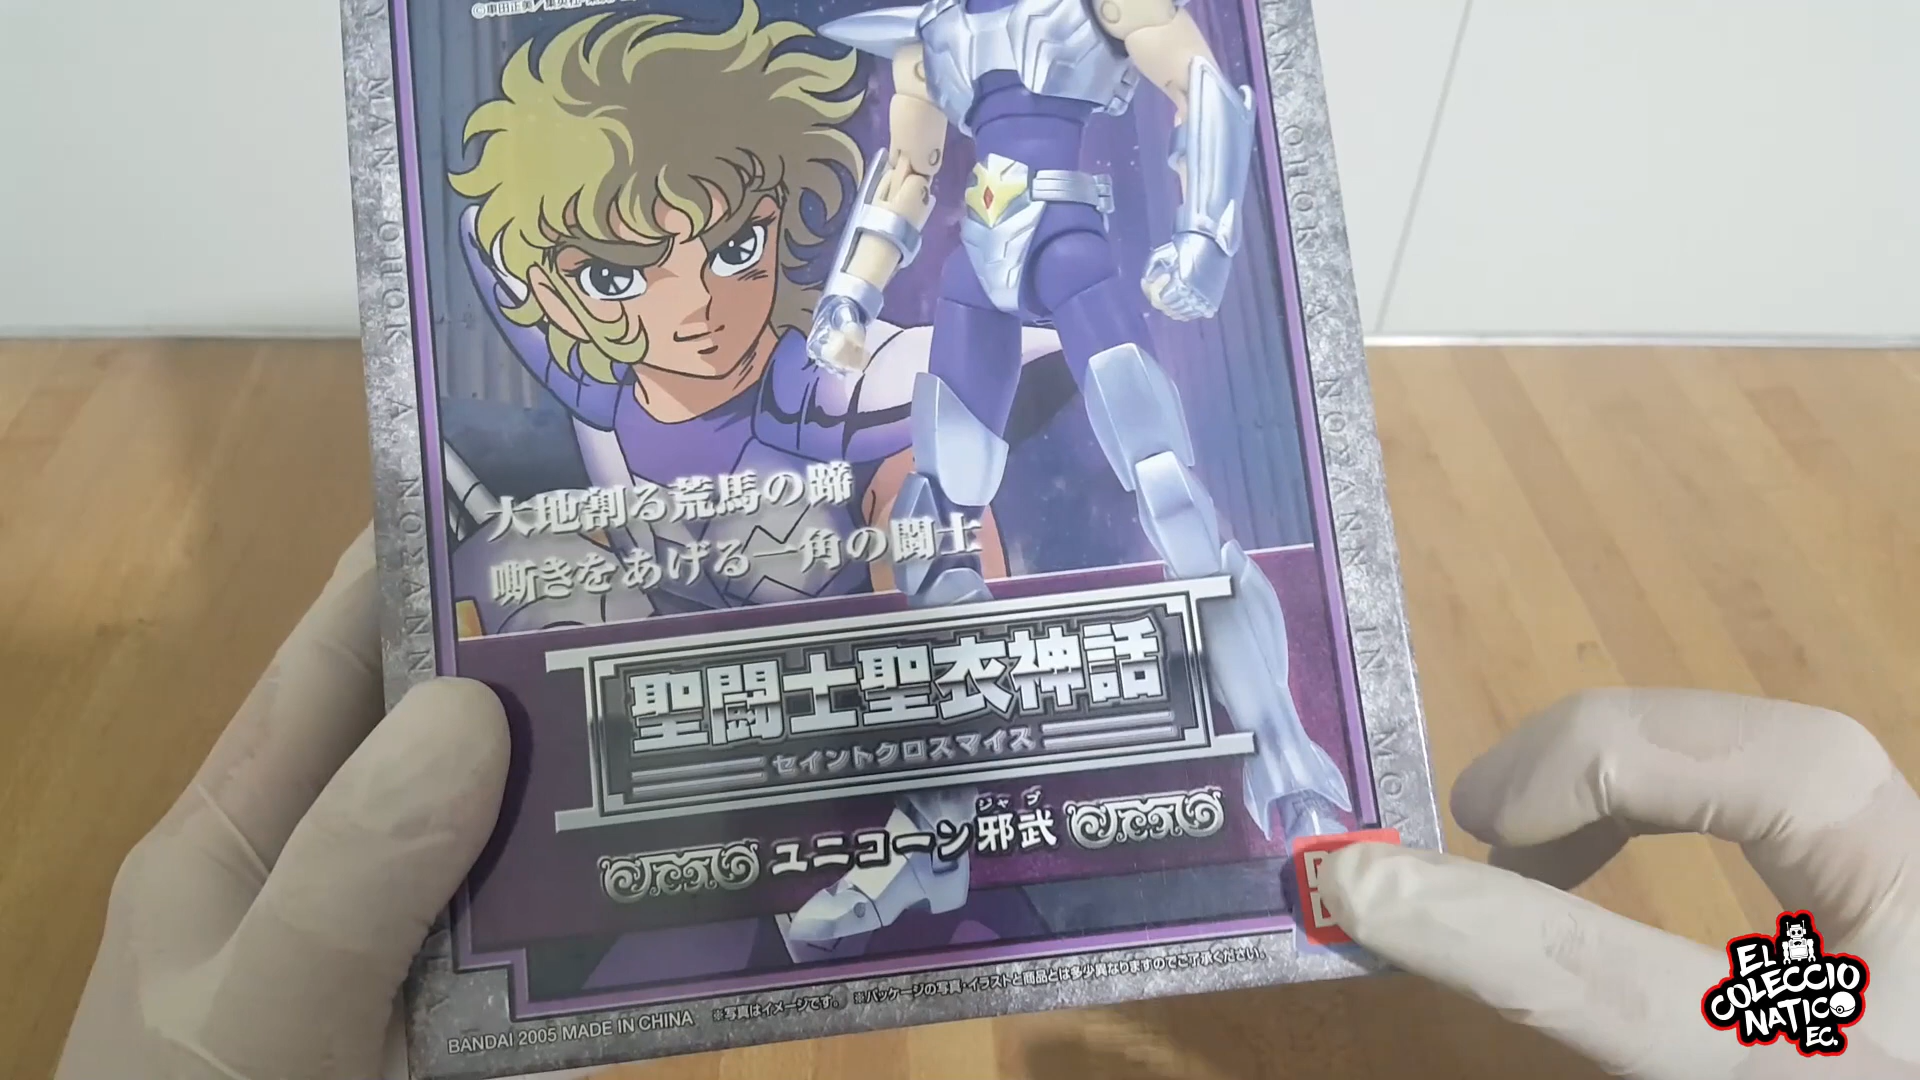 大地割る荒馬の蹄
嘶きをあげる一角の闘士
聖闘士聖衣神話
セイントクロスマイス
ジャブ
ユニコーン邪武
※写真はイメージです。 ※パッケージの写真・イラストと商品とは多少異なりますのでご了承ください。
BANDAI 2005 MADE IN CHINA
EL
COLECCIO
NATICO
EC.